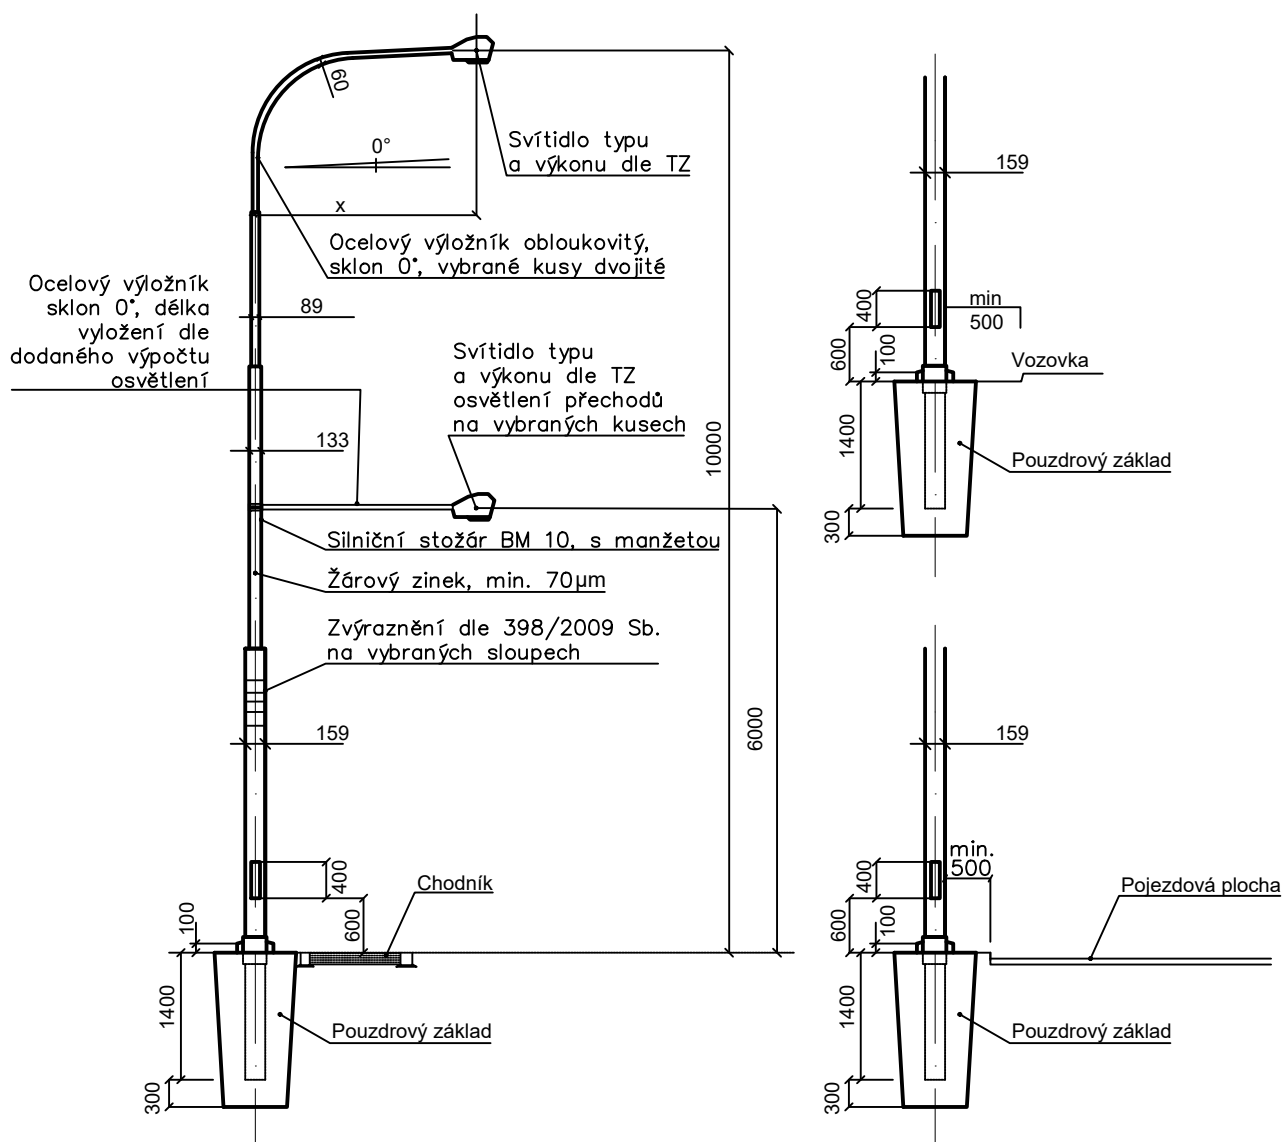 60
Svítidlo typu
a výkonu dle TZ
0°
x
Ocelový výložník obloukovitý,
sklon 0°, vybrané kusy dvojité
Ocelový výložník
sklon 0°, délka
vyložení dle
dodaného výpočtu
osvětlení
89
Svítidlo typu
a výkonu dle TZ
osvětlení přechodů
na vybraných kusech
133
10000
Silniční stožár BM 10, s manžetou
Žárový zinek, min. 70µm
Zvýraznění dle 398/2009 Sb.
na vybraných sloupech
159
6000
400
600
Chodník
100
1400
Pouzdrový základ
300
159
400
min
500
600
100
Vozovka
1400
Pouzdrový základ
300
159
min.
500
400
Pojezdová plocha
600
100
1400
Pouzdrový základ
300